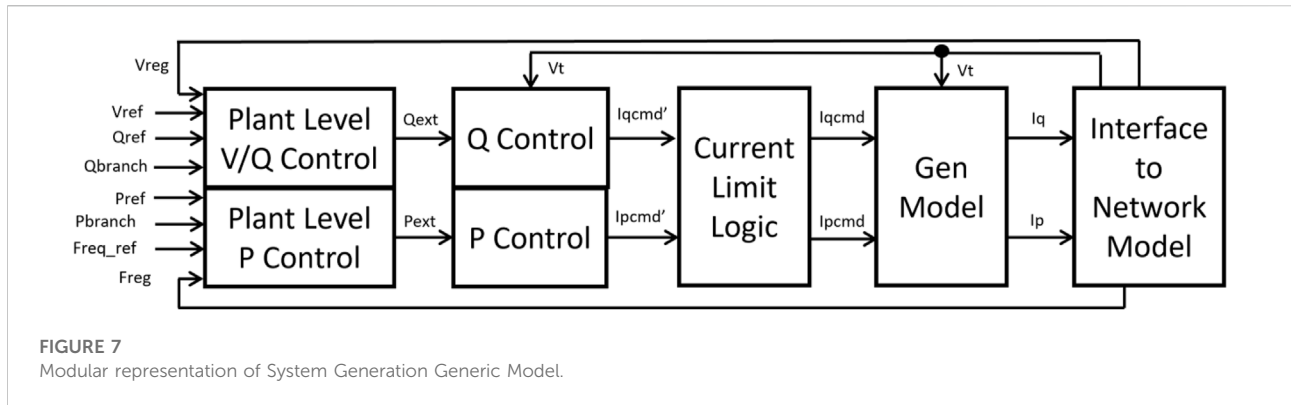 Vreg
Vref
Qref
Qbranch
Pref
Pbranch
Freq_ref
Freg
Plant Level
V/Q Control
Plant Level
P Control
Qext
Pext
Vt
Q Control
P Control
Iqcmd’
Ipcmd’
Current
Limit
Logic
Iqcmd
Ipcmd
Vt
Gen
Model
Iq
Ip
Interface
to
Network
Model
FIGURE 7
Modular representation of System Generation Generic Model.